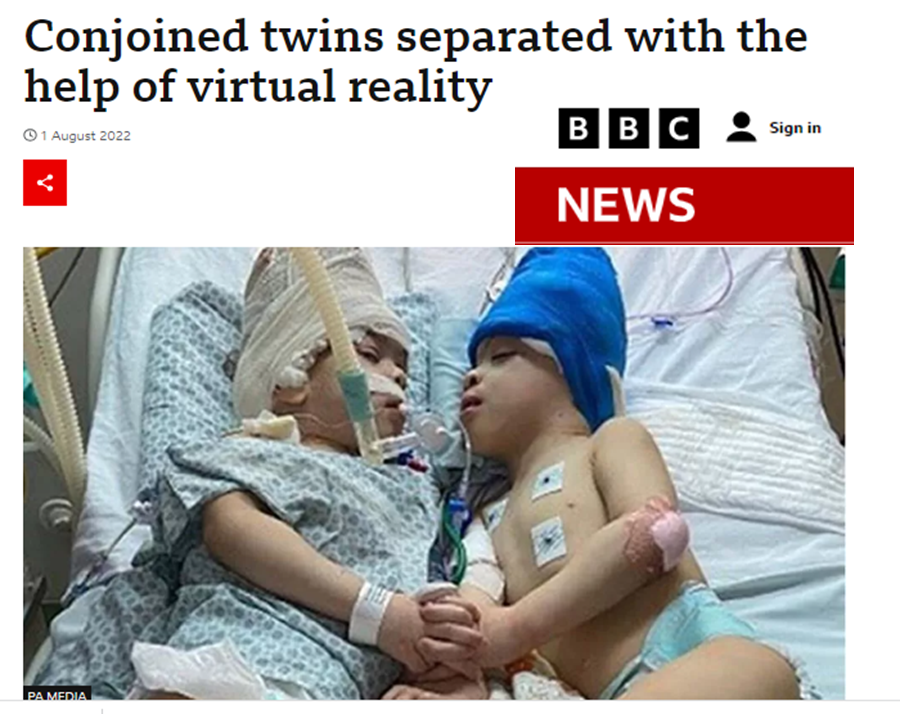 Conjoined twins separated with the
help of virtual reality
1 August 2022
BBC
Sign in
NEWS
PA MEDIA